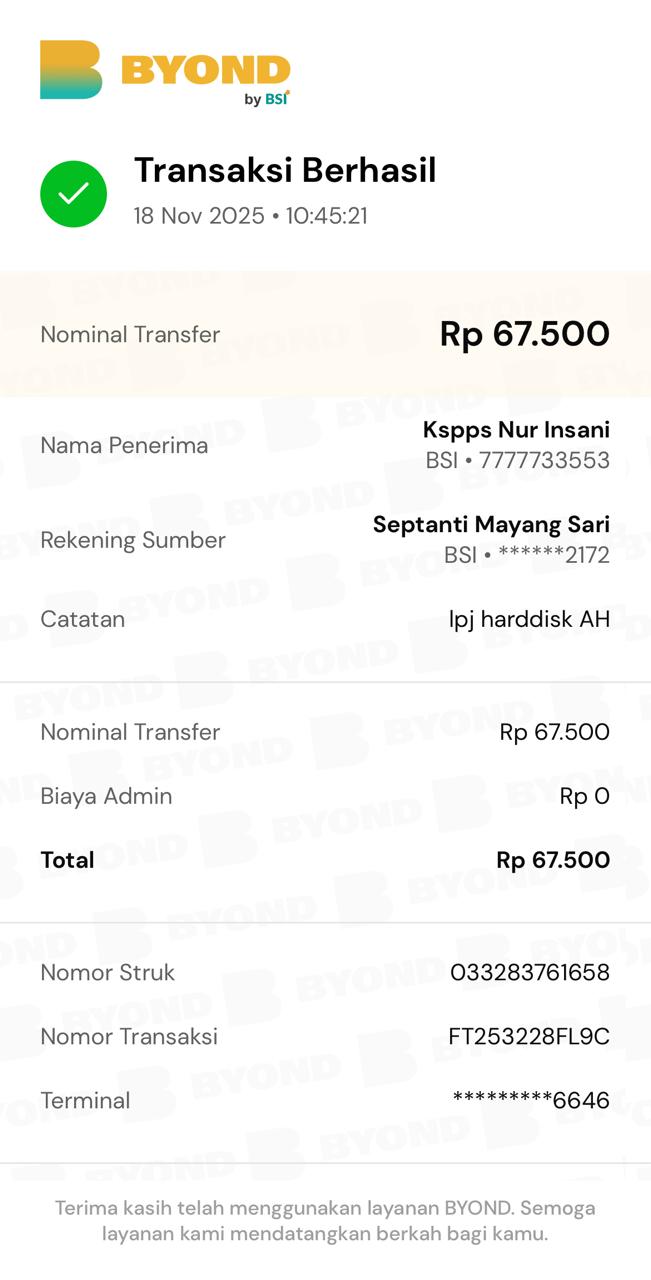 BYOND
by BSI
Transaksi Berhasil
18 Nov 2025 • 10:45:21
Nominal Transfer Rp 67.500
Nama Penerima Kspps Nur Insani
BSI • 7777733553
Rekening Sumber Septanti Mayang Sari
BSI • ******2172
Catatan lpj harddisk AH
Nominal Transfer Rp 67.500
Biaya Admin Rp 0
Total Rp 67.500
Nomor Struk 033283761658
Nomor Transaksi FT253228FL9C
Terminal *********6646
Terima kasih telah menggunakan layanan BYOND. Semoga
layanan kami mendatangkan berkah bagi kamu.